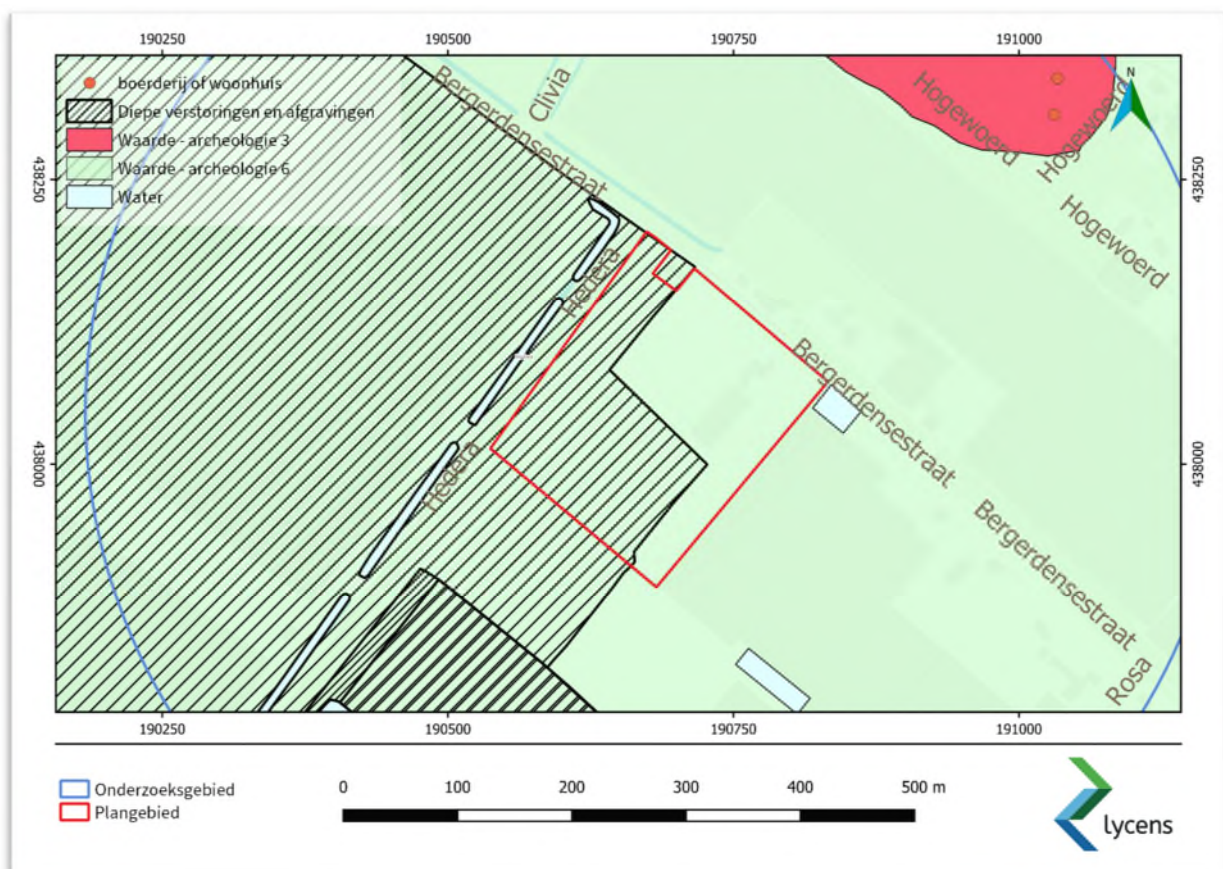 190250 190500 190750 191000
boerderij of woonhuis
Diepe verstoringen en afgravingen
Waarde - archeologie 3
Waarde - archeologie 6
Water
N
Bergerdensestraat
Clivia
Hogewoerd
Hogewoerd
Hogewoerd
438250
438250
Hedera
Bergerdensestraat
Hedera
438000
438000
Bergerdensestraat
Rosa
190250 190500 190750 191000
Onderzoeksgebied
Plangebied
0 100 200 300 400 500 m
lycens